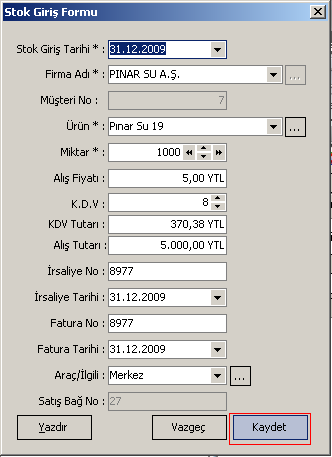 Stok Giriş Formu
Stok Giriş Tarihi * : 31.12.2009
Firma Adı * : PINAR SU A.Ş. ...
Müşteri No : 7
Ürün * : Pınar Su 19 ...
Miktar * : 1000
Alış Fiyatı : 5,00 YTL
K.D.V : 8
KDV Tutarı : 370,38 YTL
Alış Tutarı : 5.000,00 YTL
İrsaliye No : 8977
İrsaliye Tarihi : 31.12.2009
Fatura No : 8977
Fatura Tarihi : 31.12.2009
Araç/İlgili : Merkez ...
Satış Bağ No : 27
Yazdır Vazgeç Kaydet